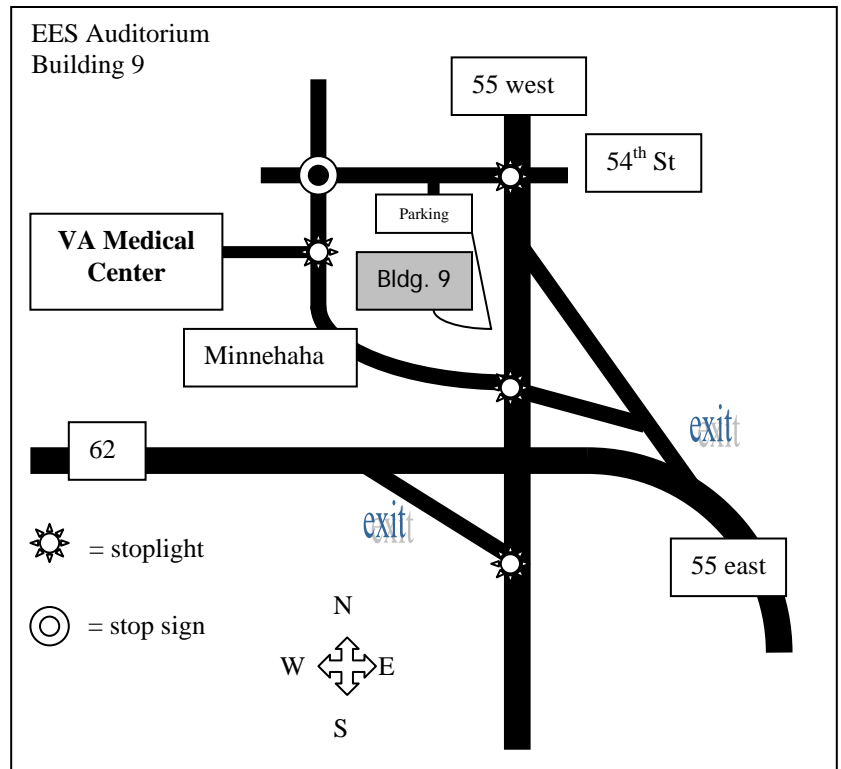 EES Auditorium
Building 9
55 west
54th St
Parking
VA Medical
Center
Bldg. 9
Minnehaha
exit
62
exit
= stoplight
55 east
= stop sign
N
W E
S